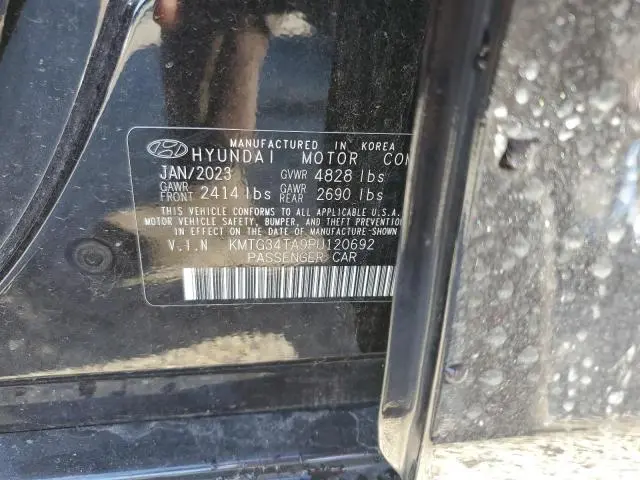 MANUFACTURED IN KOREA
HYUNDAI MOTOR COM
JAN/2023 GVWR 4828 lbs
GAWR FRONT 2414 lbs GAWR REAR 2690 lbs
THIS VEHICLE CONFORMS TO ALL APPLICABLE U.S.A.
MOTOR VEHICLE SAFETY, BUMPER, AND THEFT PREVENTION
IN EFFECT ON THE DATE OF MANUFACTURE-SHOWN
V.I.N KMTG34TA9PU120692
PASSENGER CAR